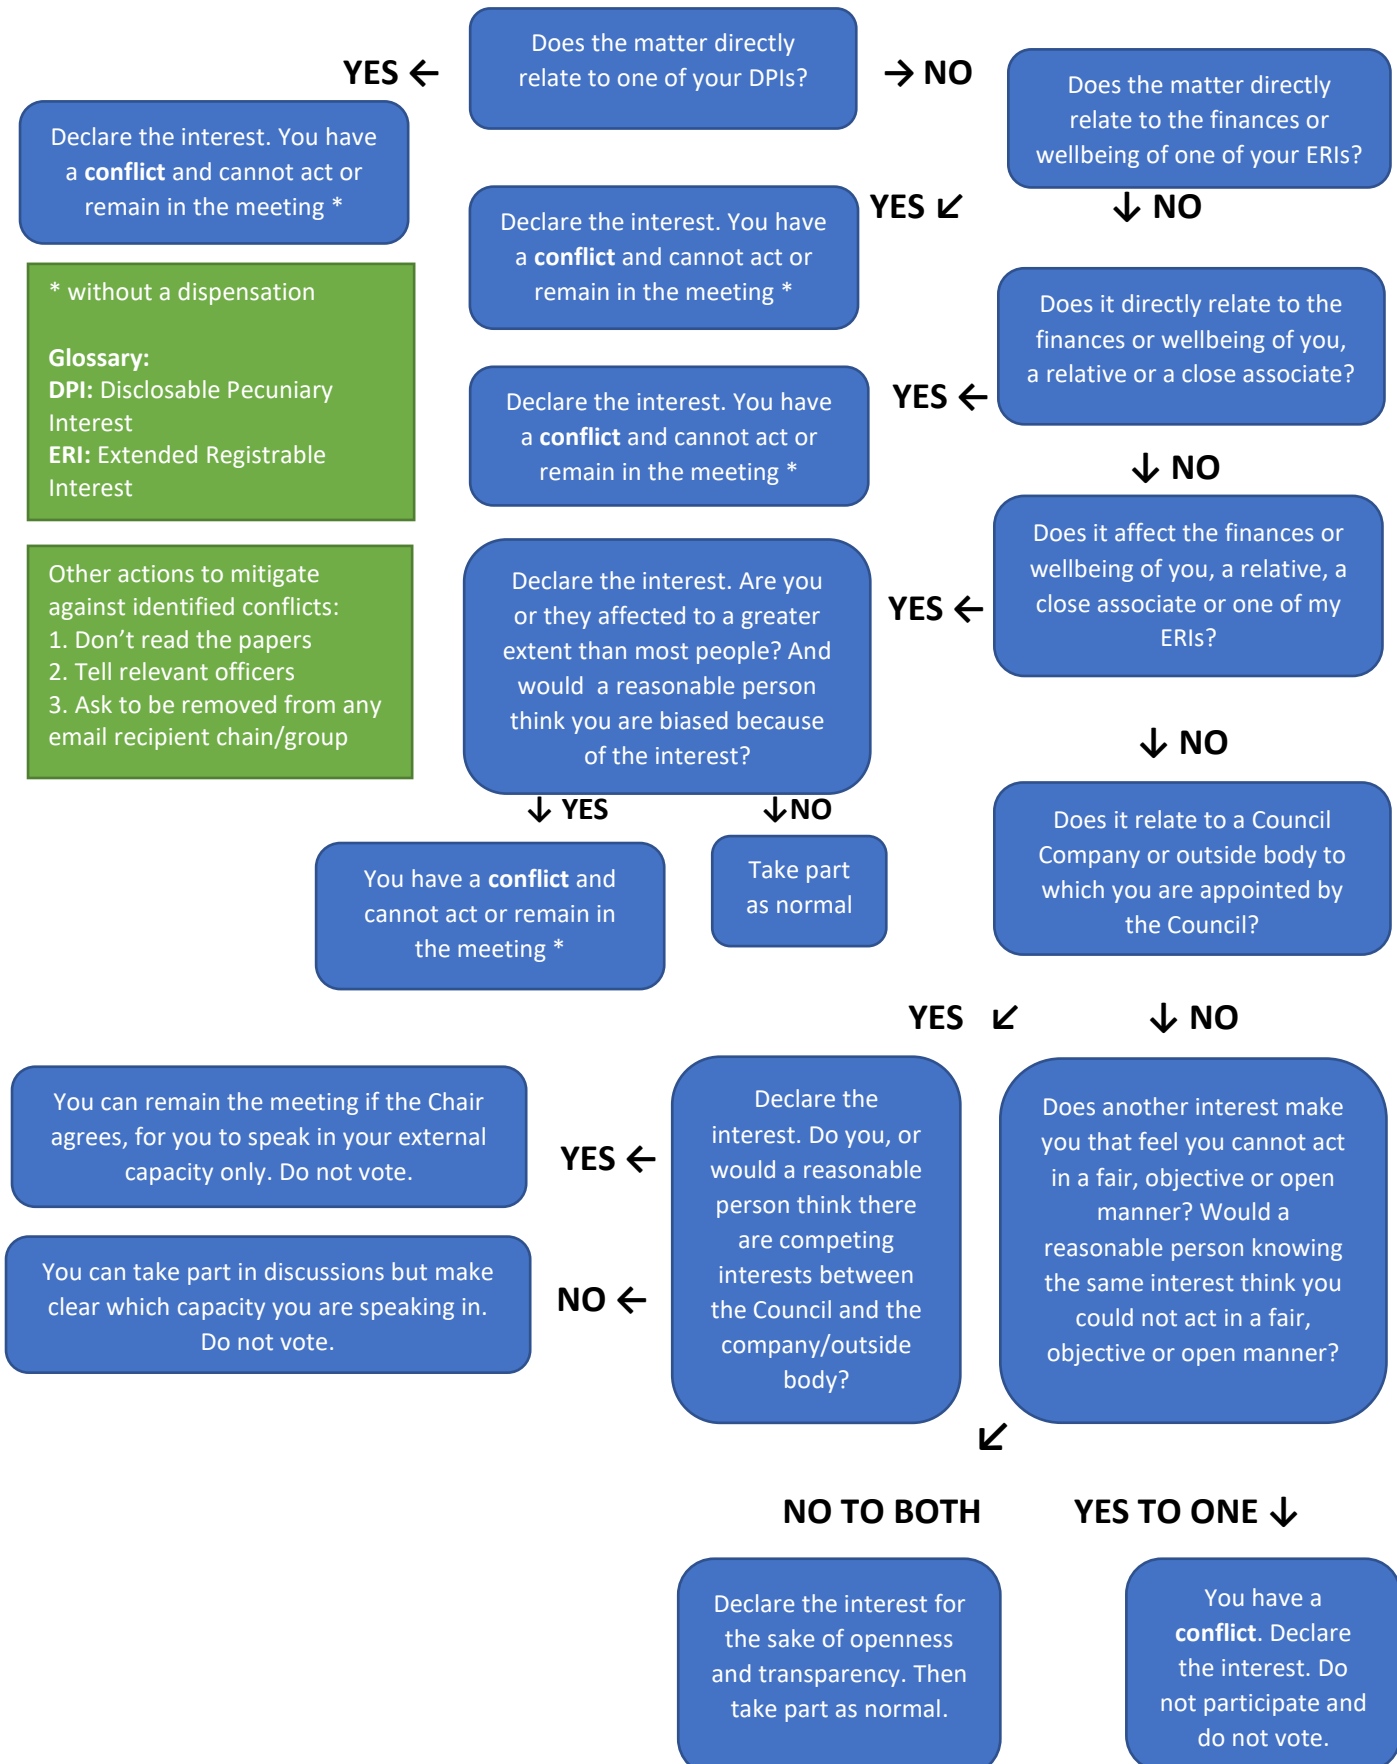 Does the matter directly
relate to one of your DPIs?
YES ←
→ NO
Declare the interest. You have
a conflict and cannot act or
remain in the meeting *
Does the matter directly
relate to the finances or
wellbeing of one of your ERIs?
YES ↙
↓ NO
Declare the interest. You have
a conflict and cannot act or
remain in the meeting *
* without a dispensation
Glossary:
DPI: Disclosable Pecuniary
Interest
ERI: Extended Registrable
Interest
Does it directly relate to the
finances or wellbeing of you,
a relative or a close associate?
YES ←
Declare the interest. You have
a conflict and cannot act or
remain in the meeting *
↓ NO
Does it affect the finances or
wellbeing of you, a relative, a
close associate or one of my
ERIs?
YES ←
Declare the interest. Are you
or they affected to a greater
extent than most people? And
would a reasonable person
think you are biased because
of the interest?
Other actions to mitigate
against identified conflicts:
1. Don’t read the papers
2. Tell relevant officers
3. Ask to be removed from any
email recipient chain/group
↓ YES
↓NO
You have a conflict and
cannot act or remain in
the meeting *
Take part
as normal
↓ NO
Does it relate to a Council
Company or outside body to
which you are appointed by
the Council?
YES ↙
↓ NO
Declare the
interest. Do you, or
would a reasonable
person think there
are competing
interests between
the Council and the
company/outside
body?
YES ←
You can remain the meeting if the Chair
agrees, for you to speak in your external
capacity only. Do not vote.
NO ←
You can take part in discussions but make
clear which capacity you are speaking in.
Do not vote.
Does another interest make
you that feel you cannot act
in a fair, objective or open
manner? Would a
reasonable person knowing
the same interest think you
could not act in a fair,
objective or open manner?
↙
NO TO BOTH
YES TO ONE ↓
Declare the interest for
the sake of openness
and transparency. Then
take part as normal.
You have a
conflict. Declare
the interest. Do
not participate and
do not vote.